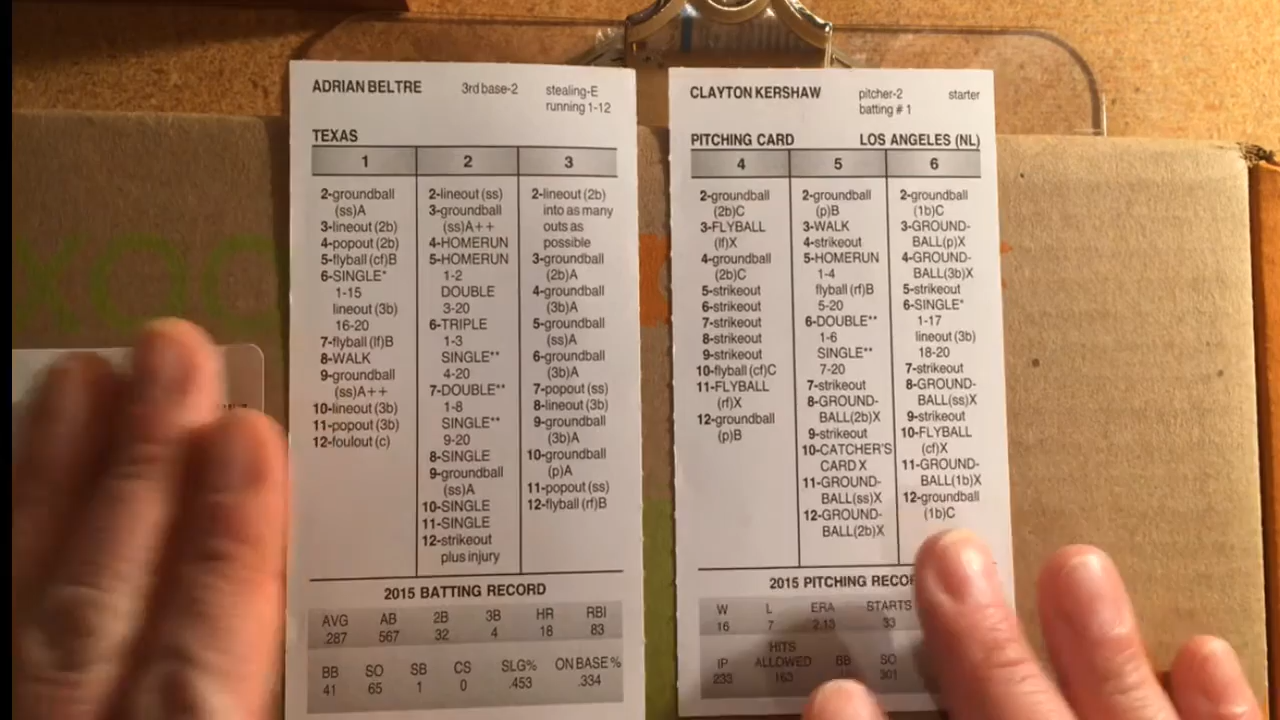 ADRIAN BELTRE 3rd base-2 stealing-E
running 1-12
TEXAS
1 2 3
2-groundball
(ss)A
3-lineout (2b)
4-popout (2b)
5-flyball (cf)B
6-SINGLE*
1-15
lineout (3b)
16-20
7-flyball (lf)B
8-WALK
9-groundball
(ss)A++
10-lineout (3b)
11-popout (3b)
12-foulout (c)
2-lineout (ss)
3-groundball
(ss)A++
4-HOMERUN
5-HOMERUN
1-2
DOUBLE
3-20
6-TRIPLE
1-3
SINGLE**
4-20
7-DOUBLE**
1-8
SINGLE**
9-20
8-SINGLE
9-groundball
(ss)A
10-SINGLE
11-SINGLE
12-strikeout
plus injury
2-lineout (2b)
into as many
outs as
possible
3-groundball
(2b)A
4-groundball
(3b)A
5-groundball
(ss)A
6-groundball
(3b)A
7-popout (ss)
8-lineout (3b)
9-groundball
(3b)A
10-groundball
(p)A
11-popout (ss)
12-flyball (rf)B
2015 BATTING RECORD
AVG AB 2B 3B HR RBI
287 567 32 4 18 83
BB SO SB CS SLG% ON BASE%
41 65 1 0 .453 .334
CLAYTON KERSHAW pitcher-2 starter
batting # 1
PITCHING CARD LOS ANGELES (NL)
4 5 6
2-groundball
(2b)C
3-FLYBALL
(lf)X
4-groundball
(2b)C
5-strikeout
6-strikeout
7-strikeout
8-strikeout
9-strikeout
10-flyball (cf)C
11-FLYBALL
(rf)X
12-groundball
(p)B
2-groundball
(p)B
3-WALK
4-strikeout
5-HOMERUN
1-4
flyball (rf)B
5-20
6-DOUBLE**
1-6
SINGLE**
7-20
7-strikeout
8-GROUND-
BALL(2b)X
9-strikeout
10-CATCHER'S
CARD X
11-GROUND-
BALL(ss)X
12-GROUND-
BALL(2b)X
2-groundball
(1b)C
3-GROUND-
BALL(p)X
4-GROUND-
BALL(3b)X
5-strikeout
6-SINGLE*
1-17
lineout (3b)
18-20
7-strikeout
8-GROUND-
BALL(ss)X
9-strikeout
10-FLYBALL
(cf)X
11-GROUND-
BALL(1b)X
12-groundball
(1b)C
2015 PITCHING RECOR
W L ERA STARTS
16 7 2.13 33
HITS
IP ALLOWED BB SO
233 163 301